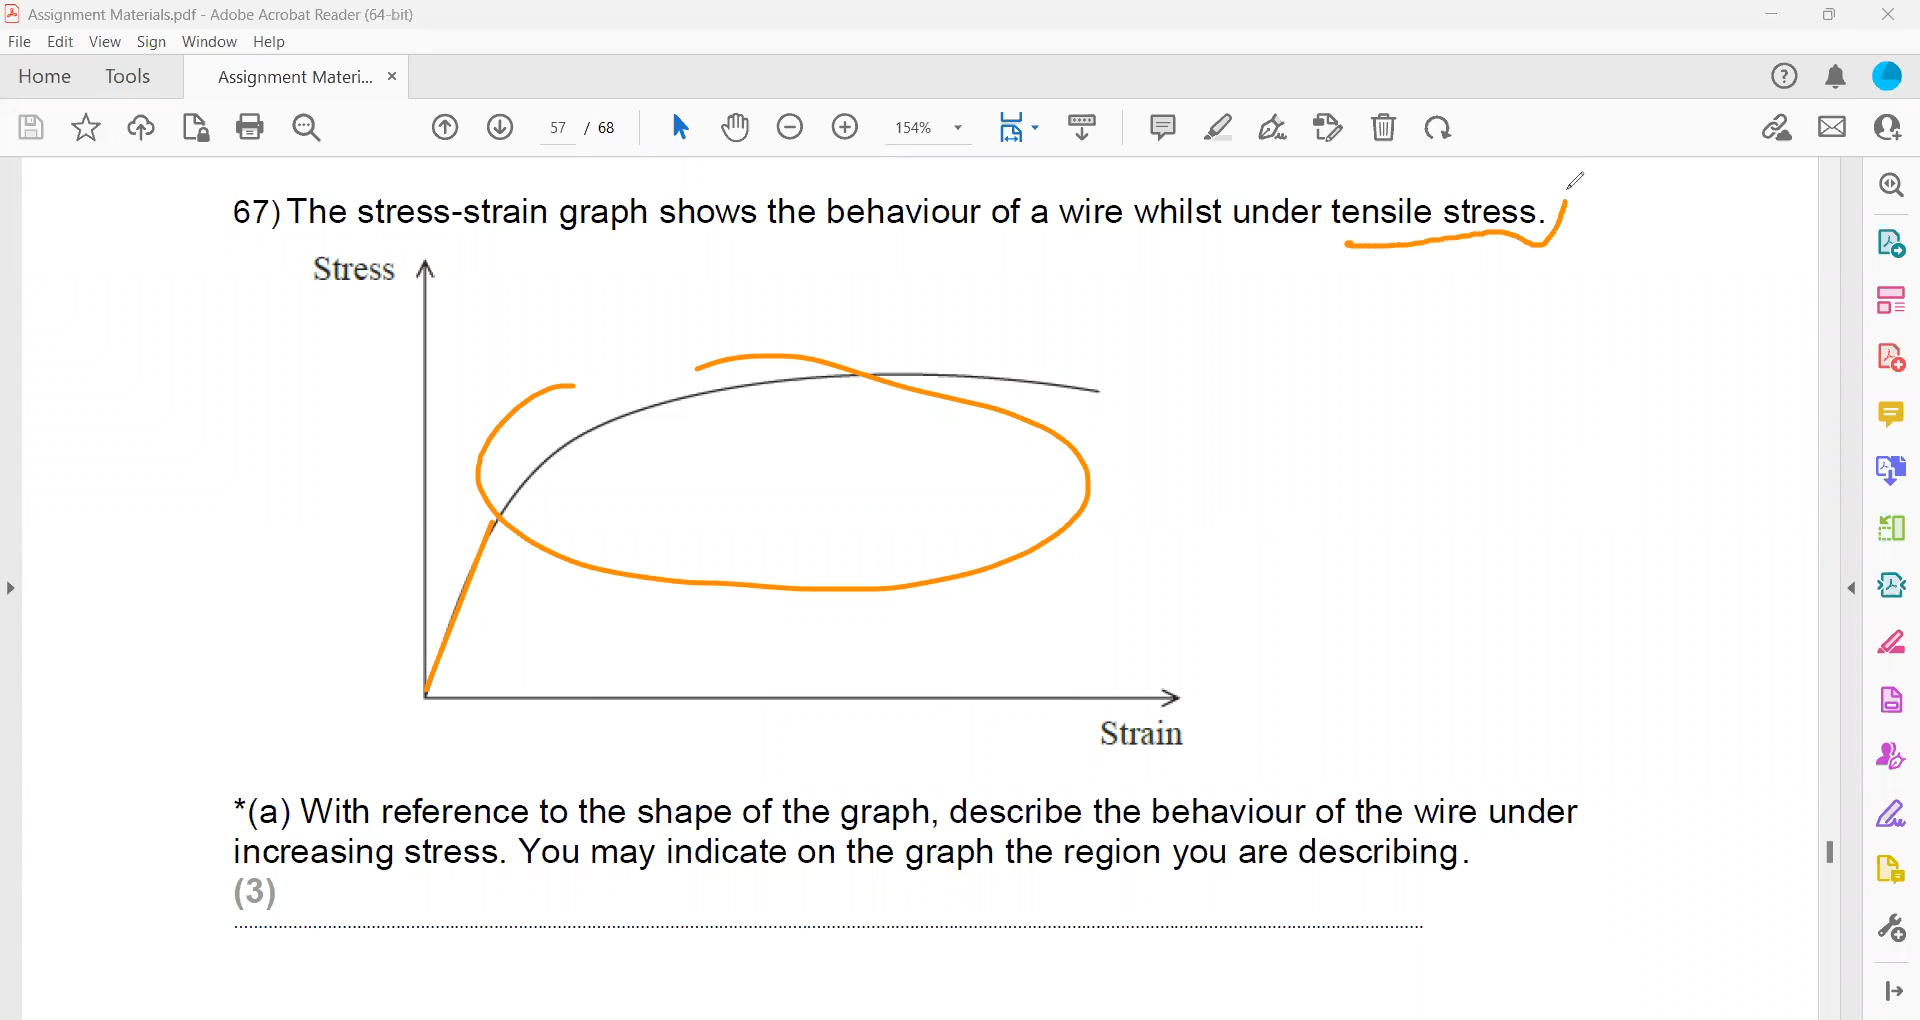 Assignment Materials.pdf - Adobe Acrobat Reader (64-bit)
File Edit View Sign Window Help
Home Tools Assignment Materi... ×
57 / 68 154%
67) The stress-strain graph shows the behaviour of a wire whilst under tensile stress.
Stress
Strain
*(a) With reference to the shape of the graph, describe the behaviour of the wire under
increasing stress. You may indicate on the graph the region you are describing.
(3)